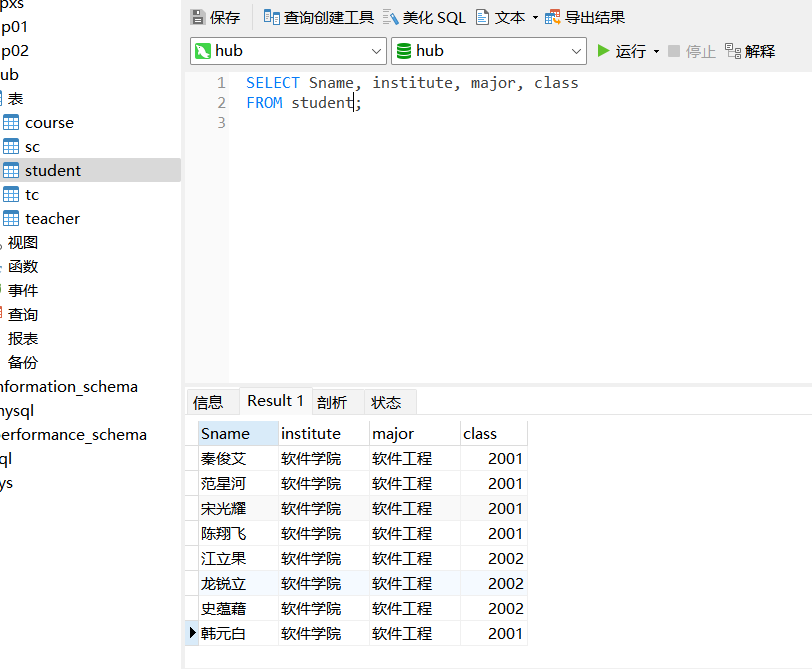 pxs
p01
p02
ub
表
course
sc
student
tc
teacher
视图
函数
事件
查询
报表
备份
nformation_schema
nysql
erformance_schema
ql
ys
保存 查询创建工具 美化 SQL 文本 导出结果
hub hub 运行 停止 解释
1 SELECT Sname, institute, major, class
2 FROM student;
3
信息 Result 1 剖析 状态
Sname institute major class
秦俊艾 软件学院 软件工程 2001
范星河 软件学院 软件工程 2001
宋光耀 软件学院 软件工程 2001
陈翔飞 软件学院 软件工程 2001
江立果 软件学院 软件工程 2002
龙锐立 软件学院 软件工程 2002
史蕴藉 软件学院 软件工程 2002
韩元白 软件学院 软件工程 2001